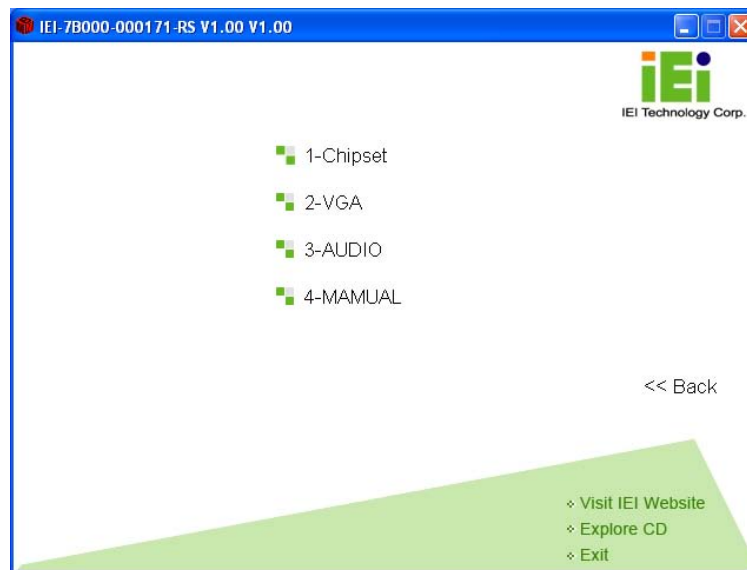 IEI-7B000-000171-RS V1.00 V1.00
iEi
IEI Technology Corp.
1-Chipset
2-VGA
3-AUDIO
4-MAMUAL
<< Back
Visit IEI Website
Explore CD
Exit